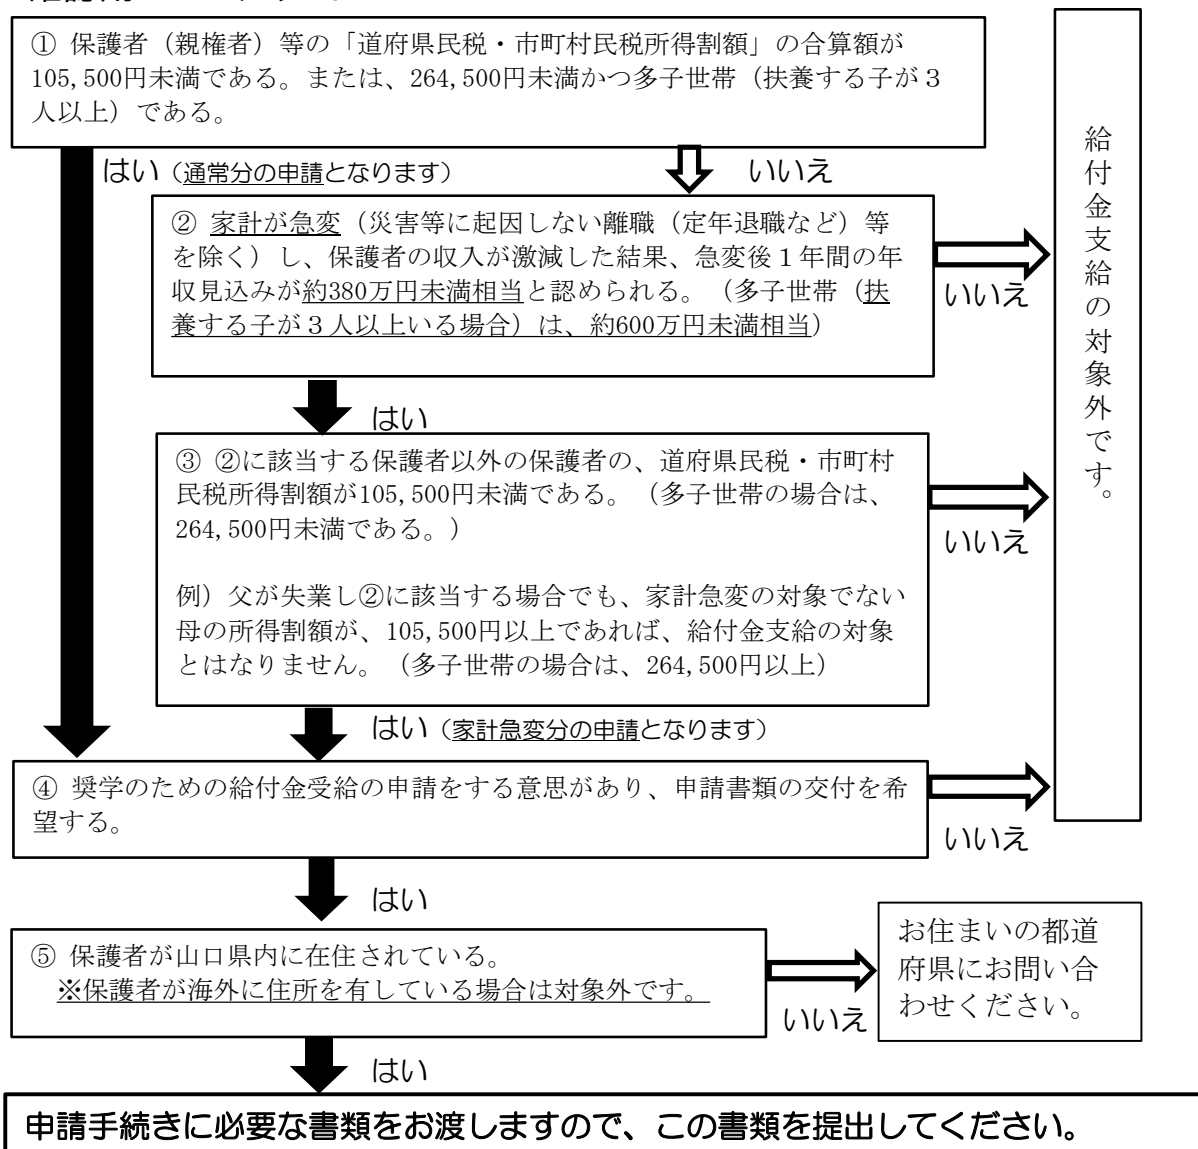 ① 保護者（親権者）等の「道府県民税・市町村民税所得割額」の合算額が
105,500円未満である。または、264,500円未満かつ多子世帯（扶養する子が３
人以上）である。
はい（通常分の申請となります）
いいえ
② 家計が急変（災害等に起因しない離職（定年退職など）等
を除く）し、保護者の収入が激減した結果、急変後１年間の年
収見込みが約380万円未満相当と認められる。（多子世帯（扶
養する子が３人以上いる場合）は、約600万円未満相当）
いいえ
はい
③ ②に該当する保護者以外の保護者の、道府県民税・市町村
民税所得割額が105,500円未満である。（多子世帯の場合は、
264,500円未満である。）
例）父が失業し②に該当する場合でも、家計急変の対象でない
母の所得割額が、105,500円以上であれば、給付金支給の対象
とはなりません。（多子世帯の場合は、264,500円以上）
いいえ
はい（家計急変分の申請となります）
④ 奨学のための給付金受給の申請をする意思があり、申請書類の交付を希
望する。
いいえ
給付金支給の対象外です。
はい
⑤ 保護者が山口県内に在住されている。
※保護者が海外に住所を有している場合は対象外です。
いいえ
お住まいの都道
府県にお問い合
わせください。
はい
申請手続きに必要な書類をお渡しますので、この書類を提出してください。